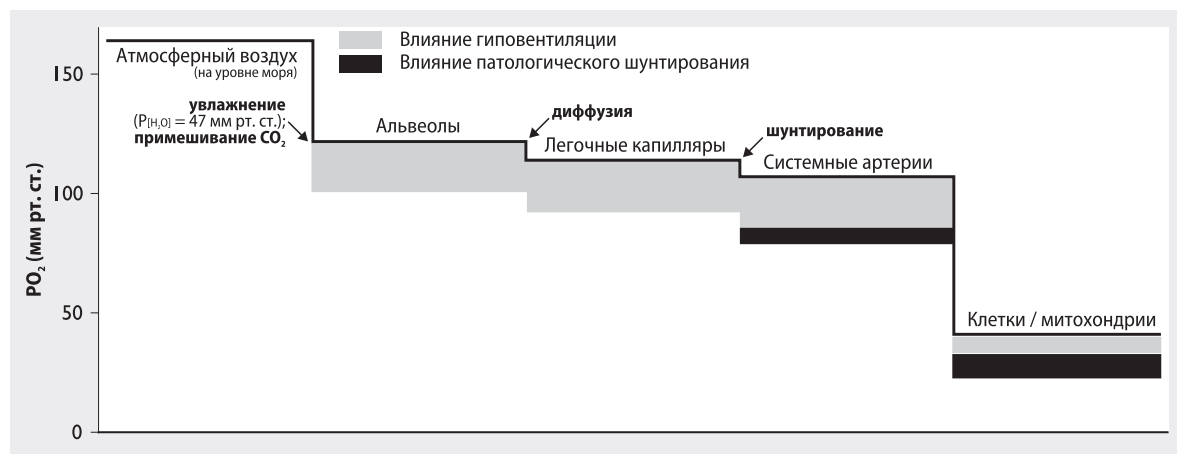 Влияние гиповентиляции
Влияние патологического шунтирования
Атмосферный воздух
(на уровне моря)
увлажнение
(P[H₂O] = 47 мм рт. ст.);
примешивание CO₂
Альвеолы
диффузия
Легочные капилляры
шунтирование
Системные артерии
Клетки / митохондрии
PO₂ (мм рт. ст.)
150
100
50
0